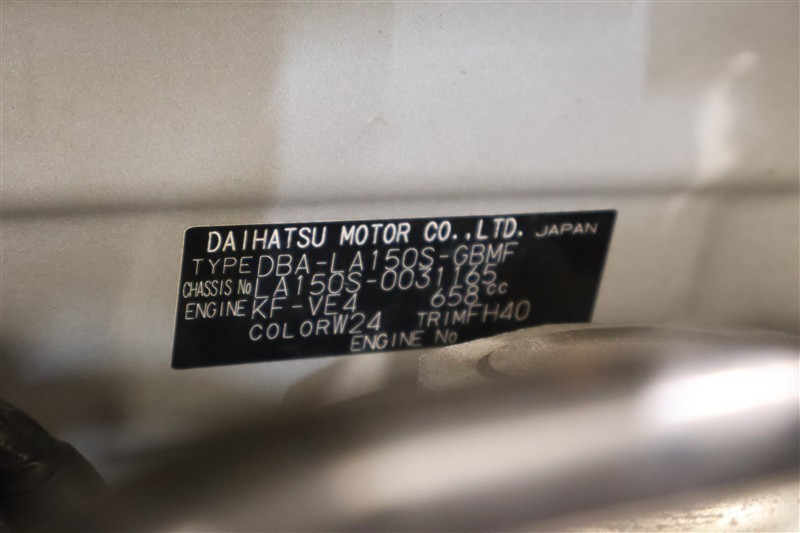 DAIHATSU MOTOR CO.,LTD. JAPAN
TYPE DBA-LA150S-GBMF
CHASSIS No LA150S-0031165
ENGINE KF-VE4 658cc
COLOR W24 TRIM FH40
ENGINE No